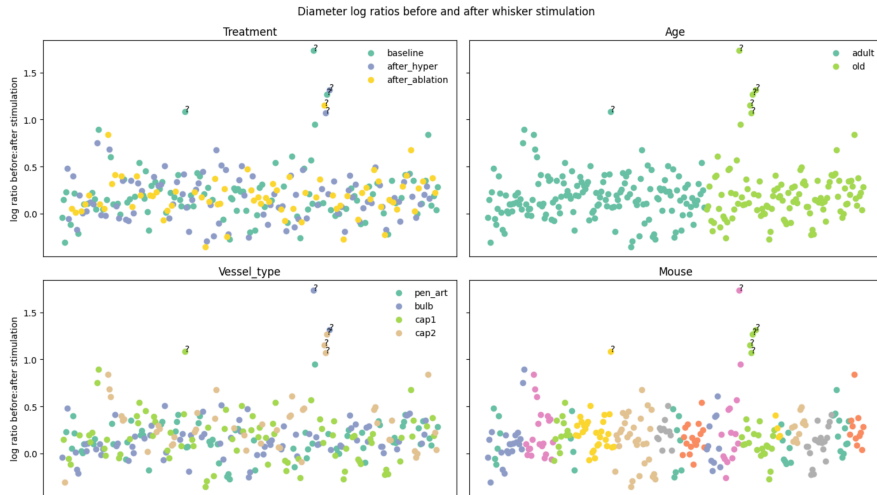 Diameter log ratios before and after whisker stimulation
Treatment
log ratio before:after stimulation
1.5
1.0
0.5
0.0
baseline
after_hyper
after_ablation
?
?
?
?
?
?
Age
adult
old
?
?
?
?
?
?
Vessel_type
log ratio before:after stimulation
1.5
1.0
0.5
0.0
pen_art
bulb
cap1
cap2
?
?
?
?
?
?
Mouse
?
?
?
?
?
?